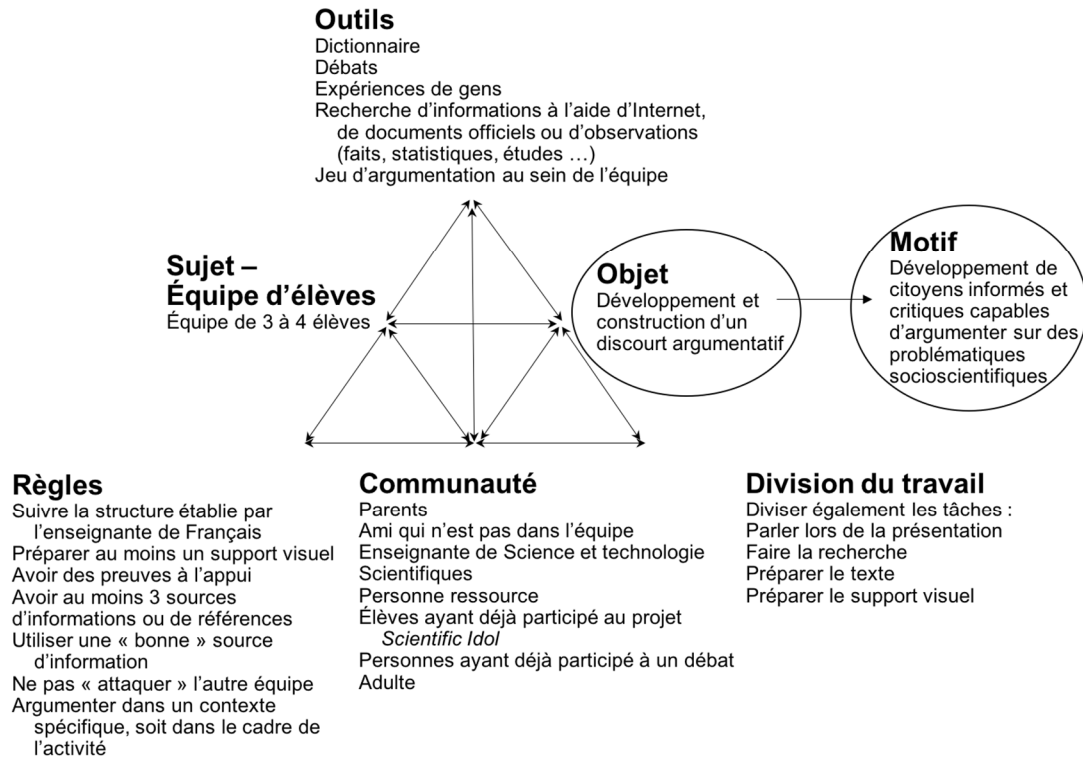 Outils
Dictionnaire
Débats
Expériences de gens
Recherche d’informations à l’aide d’Internet,
de documents officiels ou d’observations
(faits, statistiques, études …)
Jeu d’argumentation au sein de l’équipe
Sujet –
Équipe d’élèves
Équipe de 3 à 4 élèves
Objet
Développement et
construction d’un
discourt argumentatif
Motif
Développement de
citoyens informés et
critiques capables
d’argumenter sur des
problématiques
socioscientifiques
Règles
Suivre la structure établie par
l’enseignante de Français
Préparer au moins un support visuel
Avoir des preuves à l’appui
Avoir au moins 3 sources
d’informations ou de références
Utiliser une « bonne » source
d’information
Ne pas « attaquer » l’autre équipe
Argumenter dans un contexte
spécifique, soit dans le cadre de
l’activité
Communauté
Parents
Ami qui n’est pas dans l’équipe
Enseignante de Science et technologie
Scientifiques
Personne ressource
Élèves ayant déjà participé au projet
Scientific Idol
Personnes ayant déjà participé à un débat
Adulte
Division du travail
Diviser également les tâches :
Parler lors de la présentation
Faire la recherche
Préparer le texte
Préparer le support visuel